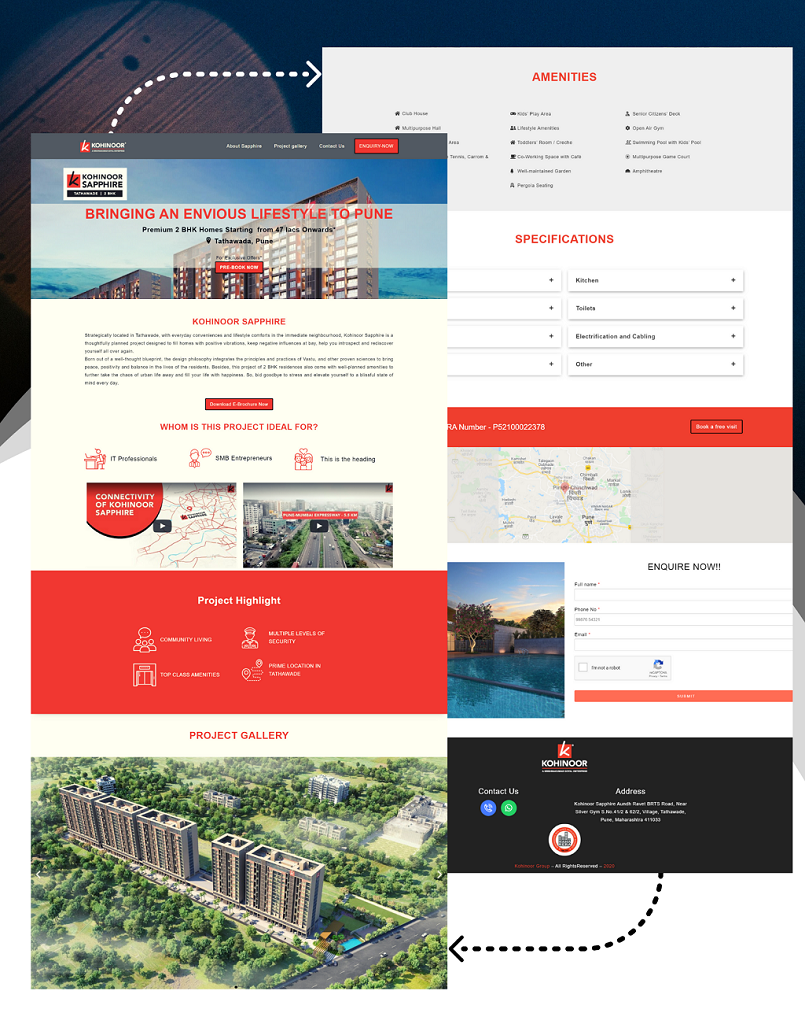 KOHINOOR
About Sapphire
Project gallery
Contact Us
ENQUIRY-NOW
KOHINOOR
SAPPHIRE
TATHAWADE | 2 BHK
BRINGING AN ENVIOUS LIFESTYLE TO PUNE
Premium 2 BHK Homes Starting from 47 lacs Onwards*
Tathawada, Pune
For Exclusive Offers*
PRE-BOOK NOW
KOHINOOR SAPPHIRE
Strategically located in Tathawade, with everyday conveniences and lifestyle comforts in the immediate neighbourhood, Kohinoor Sapphire is a
thoughtfully planned project designed to fill homes with positive vibrations, keep negative influences at bay, help you introspect and rediscover
yourself all over again.
Born out of a well-thought blueprint, the design philosophy integrates the principles and practices of Vastu, and other proven sciences to bring
peace, positivity and balance in the lives of the residents. Besides, this project of 2 BHK residences also comes with well-planned amenities to
further take the chaos of urban life away and fill your life with happiness. So, bid goodbye to stress and elevate yourself to a blissful state of
mind every day.
Download E-Brochure Now
WHOM IS THIS PROJECT IDEAL FOR?
IT Professionals
SMB Entrepreneurs
This is the heading
CONNECTIVITY
OF KOHINOOR
SAPPHIRE
PUNE-MUMBAI EXPRESSWAY - 3.5 KM
Project Highlight
COMMUNITY LIVING
MULTIPLE LEVELS OF
SECURITY
TOP CLASS AMENITIES
PRIME LOCATION IN
TATHAWADE
PROJECT GALLERY
AMENITIES
Club House
Kids' Play Area
Senior Citizens' Deck
Multipurpose Hall
Lifestyle Amenities
Open Air Gym
Area
Toddlers' Room / Creche
Swimming Pool with Kids' Pool
Tennis, Carrom &
Co-Working Space with Café
Multipurpose Game Court
Well-maintained Garden
Amphitheatre
Pergola Seating
SPECIFICATIONS
+
Kitchen +
+
Toilets +
+
Electrification and Cabling +
+
Other +
RA Number - P52100022378
Book a free visit
Pimpri-Chinchwad
Pune
पुणे
ENQUIRE NOW!!
Full name *
Phone No *
Email *
I'm not a robot
reCAPTCHA
Privacy - Terms
SUBMIT
KOHINOOR
Contact Us
Address
Kohinoor Sapphire Aundh Ravet BRTS Road, Near
Silver Gym S.No.41/2 & 62/2, Village, Tathawade,
Pune, Maharashtra 411033
Kohinoor Group – All RightsReserved – 2020